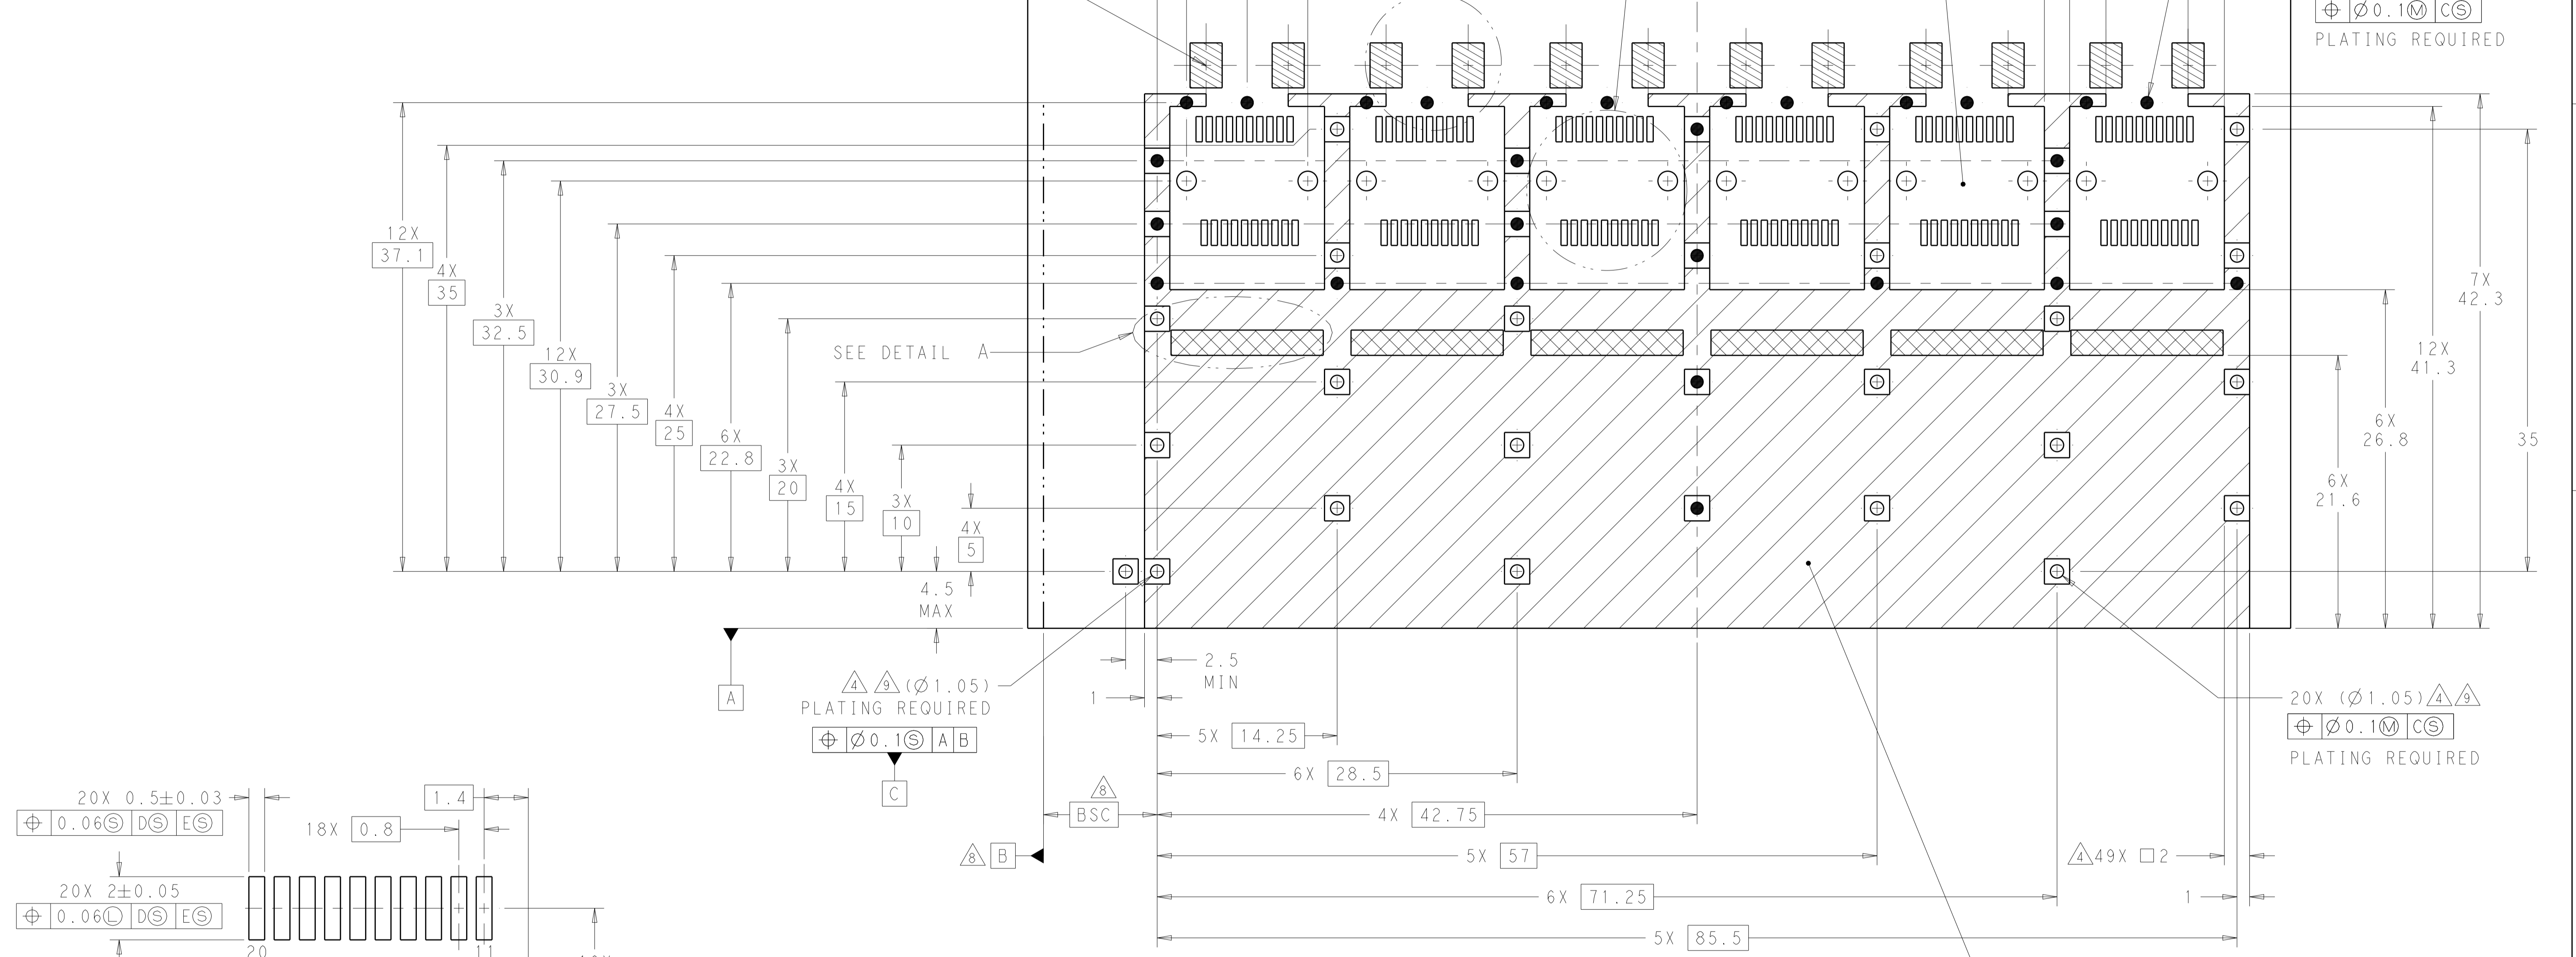 ⌖ Ø0.1Ⓜ CⓈ
PLATING REQUIRED
12X
37.1
4X
35
3X
32.5
12X
30.9
3X
27.5
4X
25
6X
22.8
3X
20
4X
15
3X
10
4X
5
4.5
MAX
SEE DETAIL A
7X
42.3
12X
41.3
6X
26.8
6X
21.6
35
A
2.5
MIN
1
4 9 (Ø1.05)
PLATING REQUIRED
⌖ Ø0.1Ⓢ A B
C
20X (Ø1.05) 4 9
⌖ Ø0.1Ⓜ CⓈ
PLATING REQUIRED
5X 14.25
6X 28.5
8
BSC
4X 42.75
8 B
5X 57
4 49X □2
6X 71.25
1
5X 85.5
20X 0.5±0.03
⌖ 0.06Ⓢ DⓈ EⓈ
1.4
18X 0.8
20X 2±0.05
⌖ 0.06Ⓛ DⓈ EⓈ
20
11